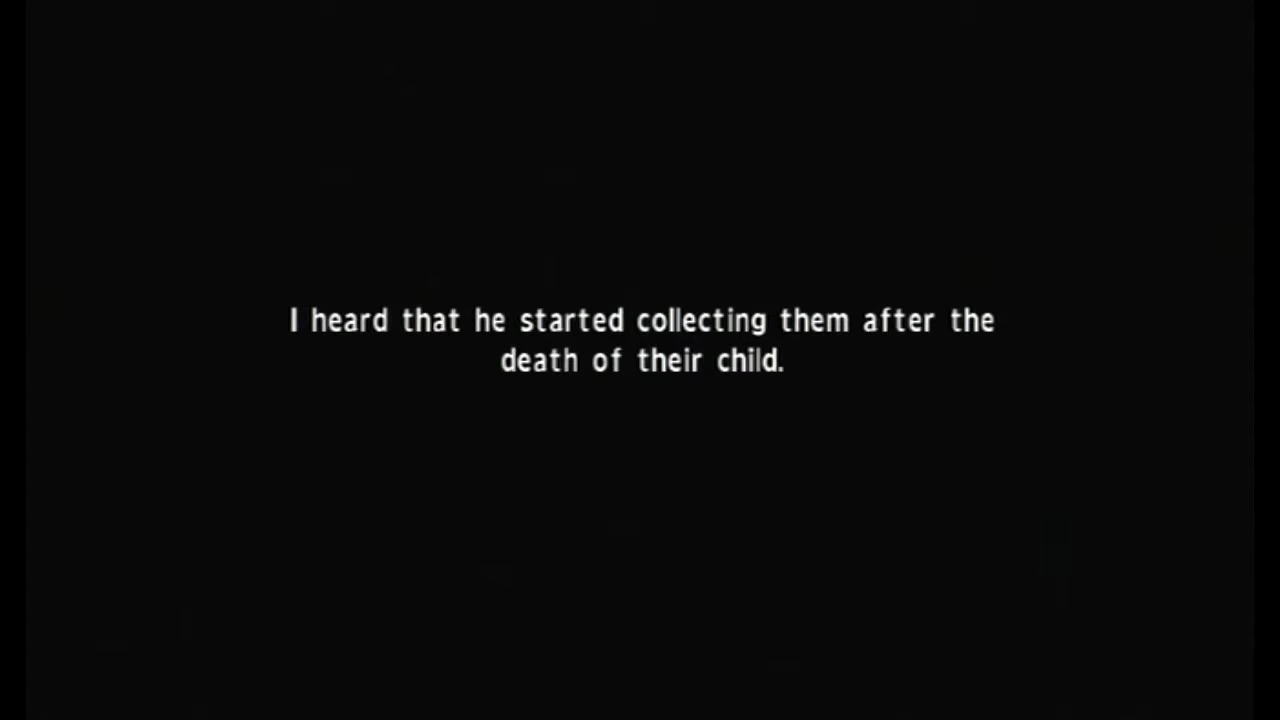 I heard that he started collecting them after the
death of their child.